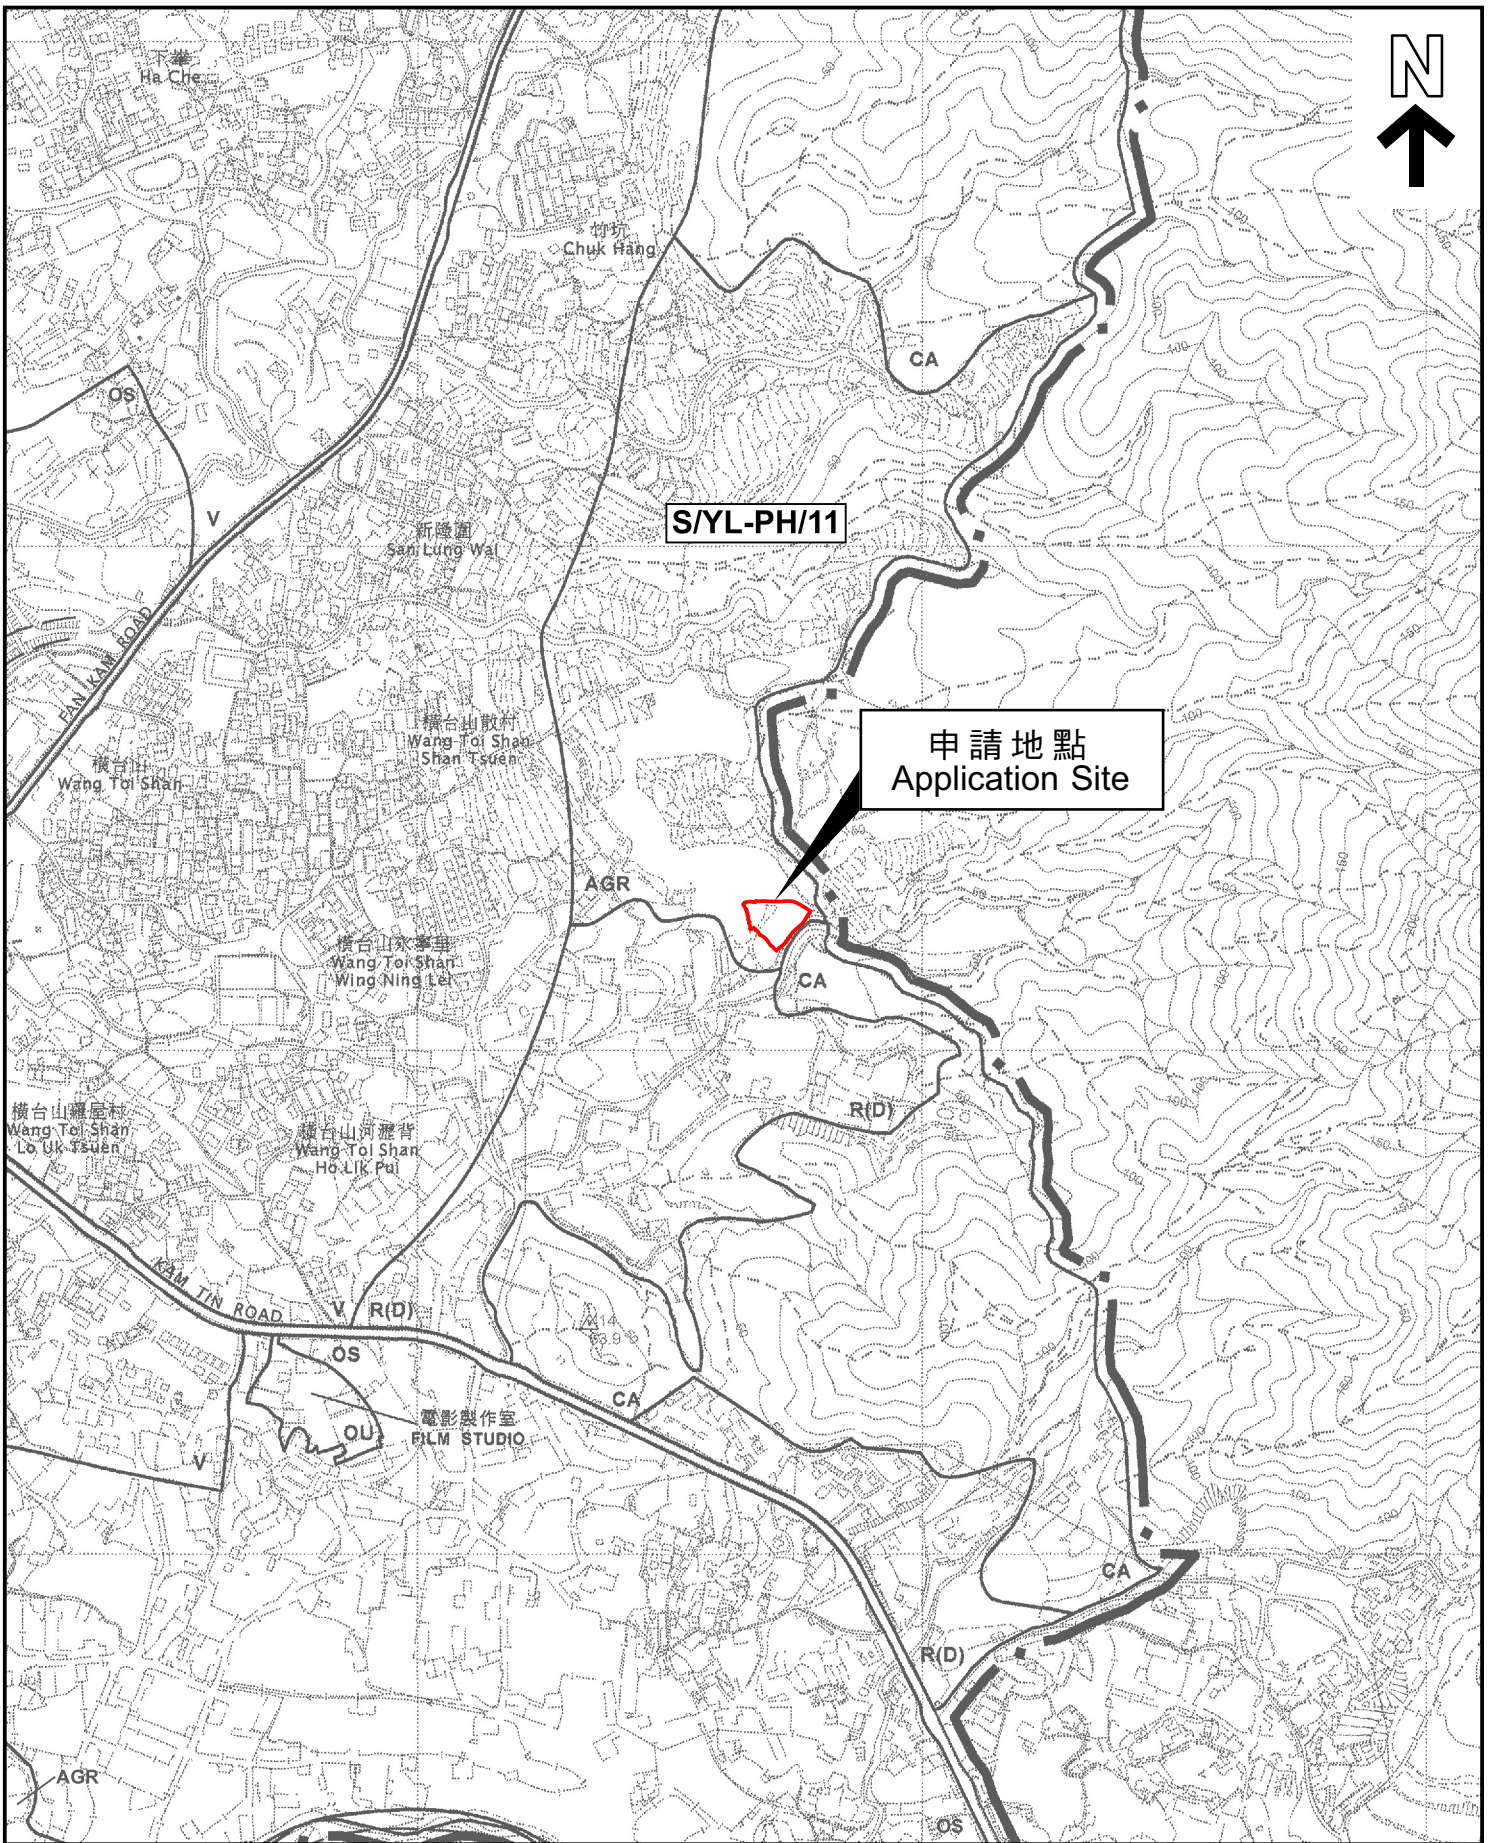 N
下輋
Ha Che
竹坑
Chuk Hang
CA
OS
V
S/YL-PH/11
新隆圍
San Lung Wai
FAN KAM ROAD
橫台山散村
Wang Toi Shan
Shan Tsuen
橫台山
Wang Toi Shan
申請地點
Application Site
AGR
橫台山永寧里
Wang Toi Shan
Wing Ning Lei
CA
R(D)
橫台山羅屋村
Wang Toi Shan
Lo Uk Tsuen
橫台山河瀝背
Wang Toi Shan
Ho Lik Pui
KAM TIN ROAD
V
R(D)
OS
CA
OU
電影製作室
FILM STUDIO
V
CA
R(D)
AGR
OS